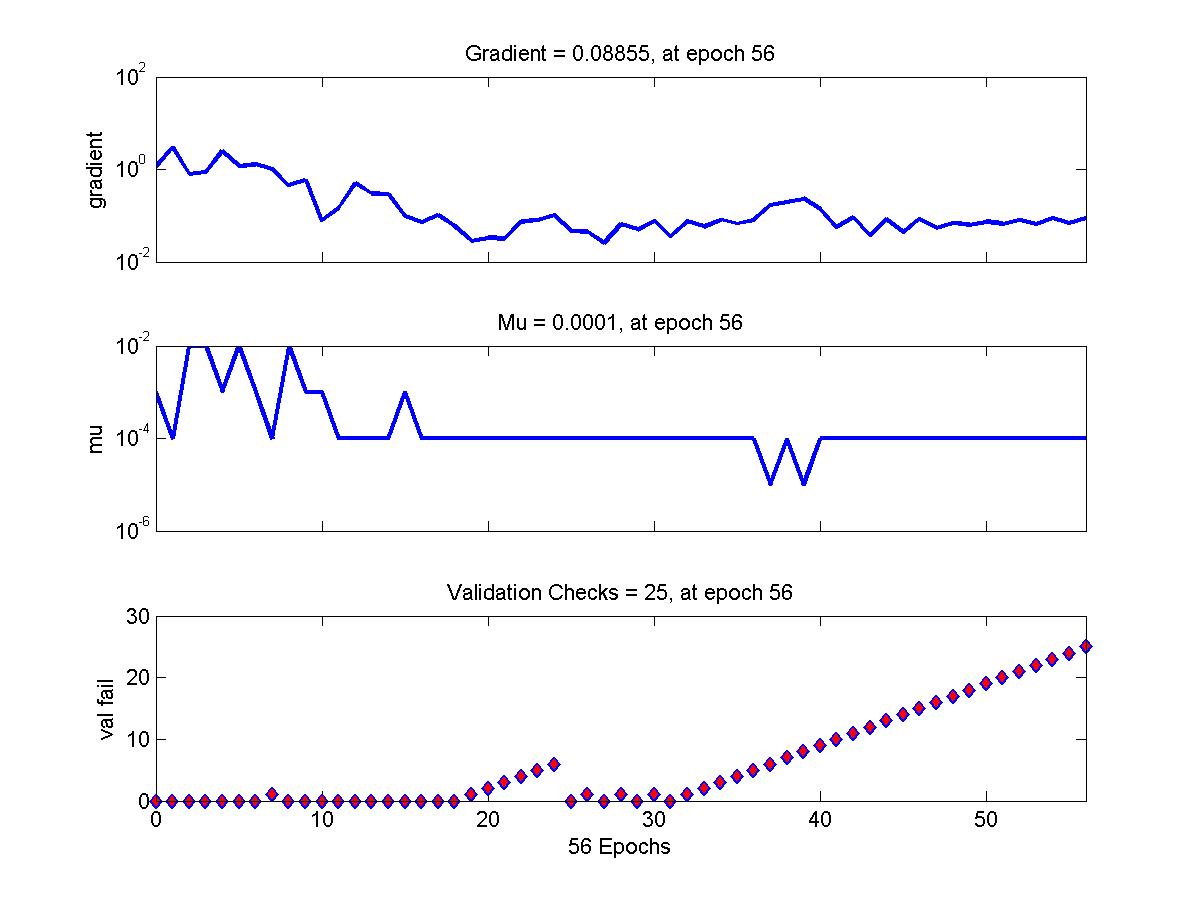 Gradient = 0.08855, at epoch 56
10^2
10^0
10^-2
gradient
Mu = 0.0001, at epoch 56
10^-2
10^-4
10^-6
mu
Validation Checks = 25, at epoch 56
30
20
10
0
val fail
0 10 20 30 40 50
56 Epochs